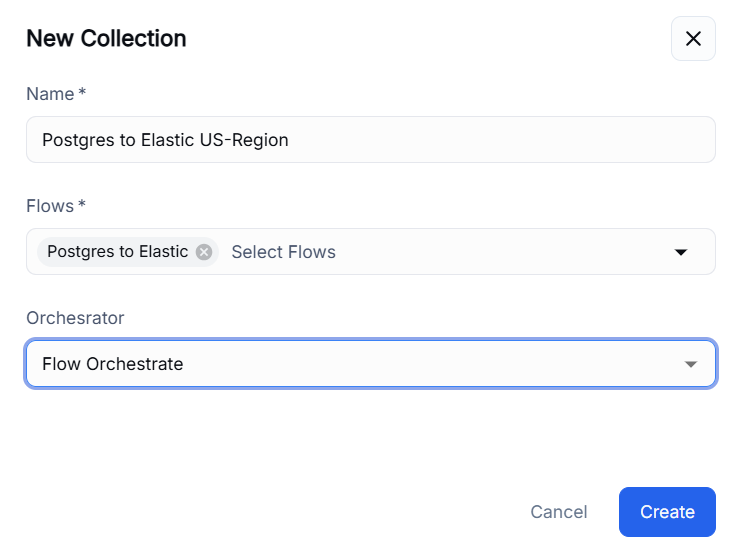 New Collection
Name *
Postgres to Elastic US-Region
Flows *
Postgres to Elastic Select Flows
Orchesrator
Flow Orchestrate
Cancel Create